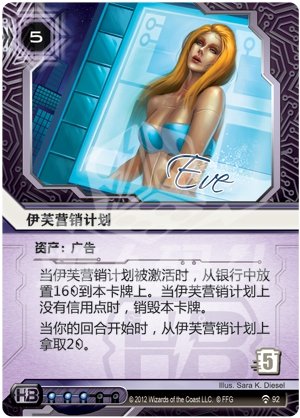 5
Eve
伊芙营销计划
资产：广告
当伊芙营销计划被激活时，从银行中放
置16到本卡牌上。当伊芙营销计划上
没有信用点时，销毁本卡牌。
当你的回合开始时，从伊芙营销计划上
拿取2。
5
Illus. Sara K. Diesel
HB
© 2012 Wizards of the Coast LLC. © FFG
92